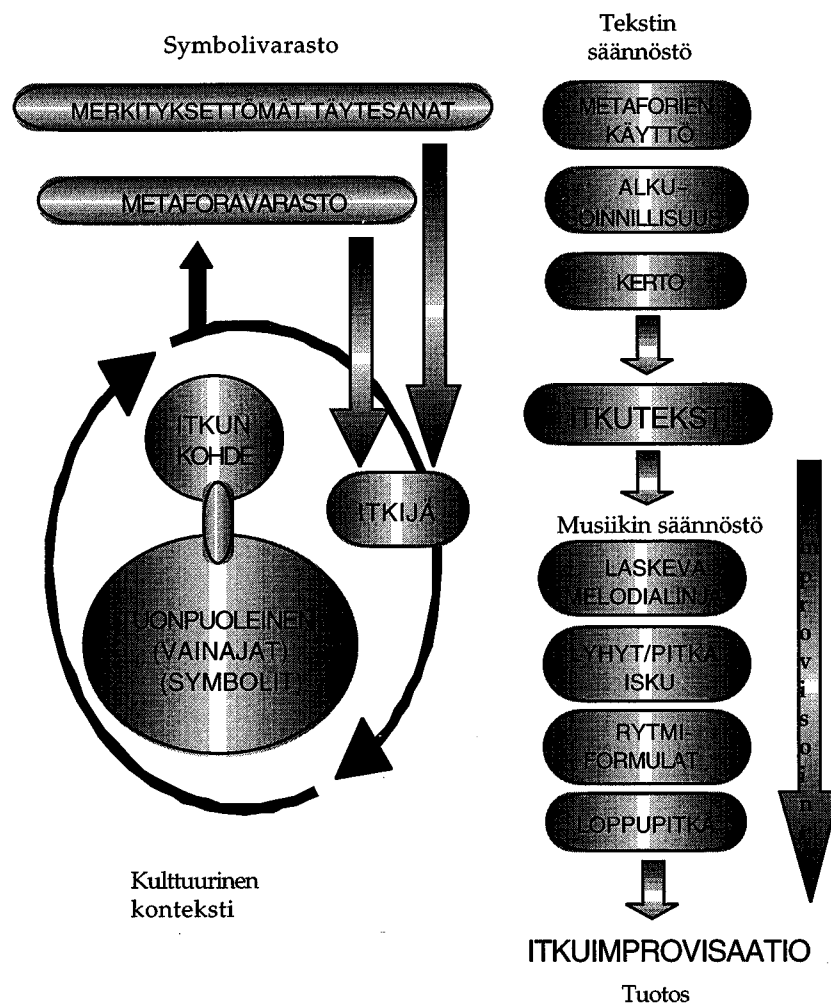 Symbolivarasto
MERKITYKSETTÖMÄT TÄYTESANAT
METAFORAVARASTO
ITKUN
KOHDE
ITKIJÄ
TUONPUOLEINEN
(VAINAJAT)
(SYMBOLIT)
Kulttuurinen
konteksti
Tekstin
säännöstö
METAFORIEN
KÄYTTÖ
ALKU-
SOINNILLISUUS
KERTO
ITKUTEKSTI
Musiikin säännöstö
LASKEVA
MELODIALINJA
LYHYT/PITKÄ
ISKU
RYTMI-
FORMULAT
LOPPUPITKÄ
improvisointi
ITKUIMPROVISAATIO
Tuotos